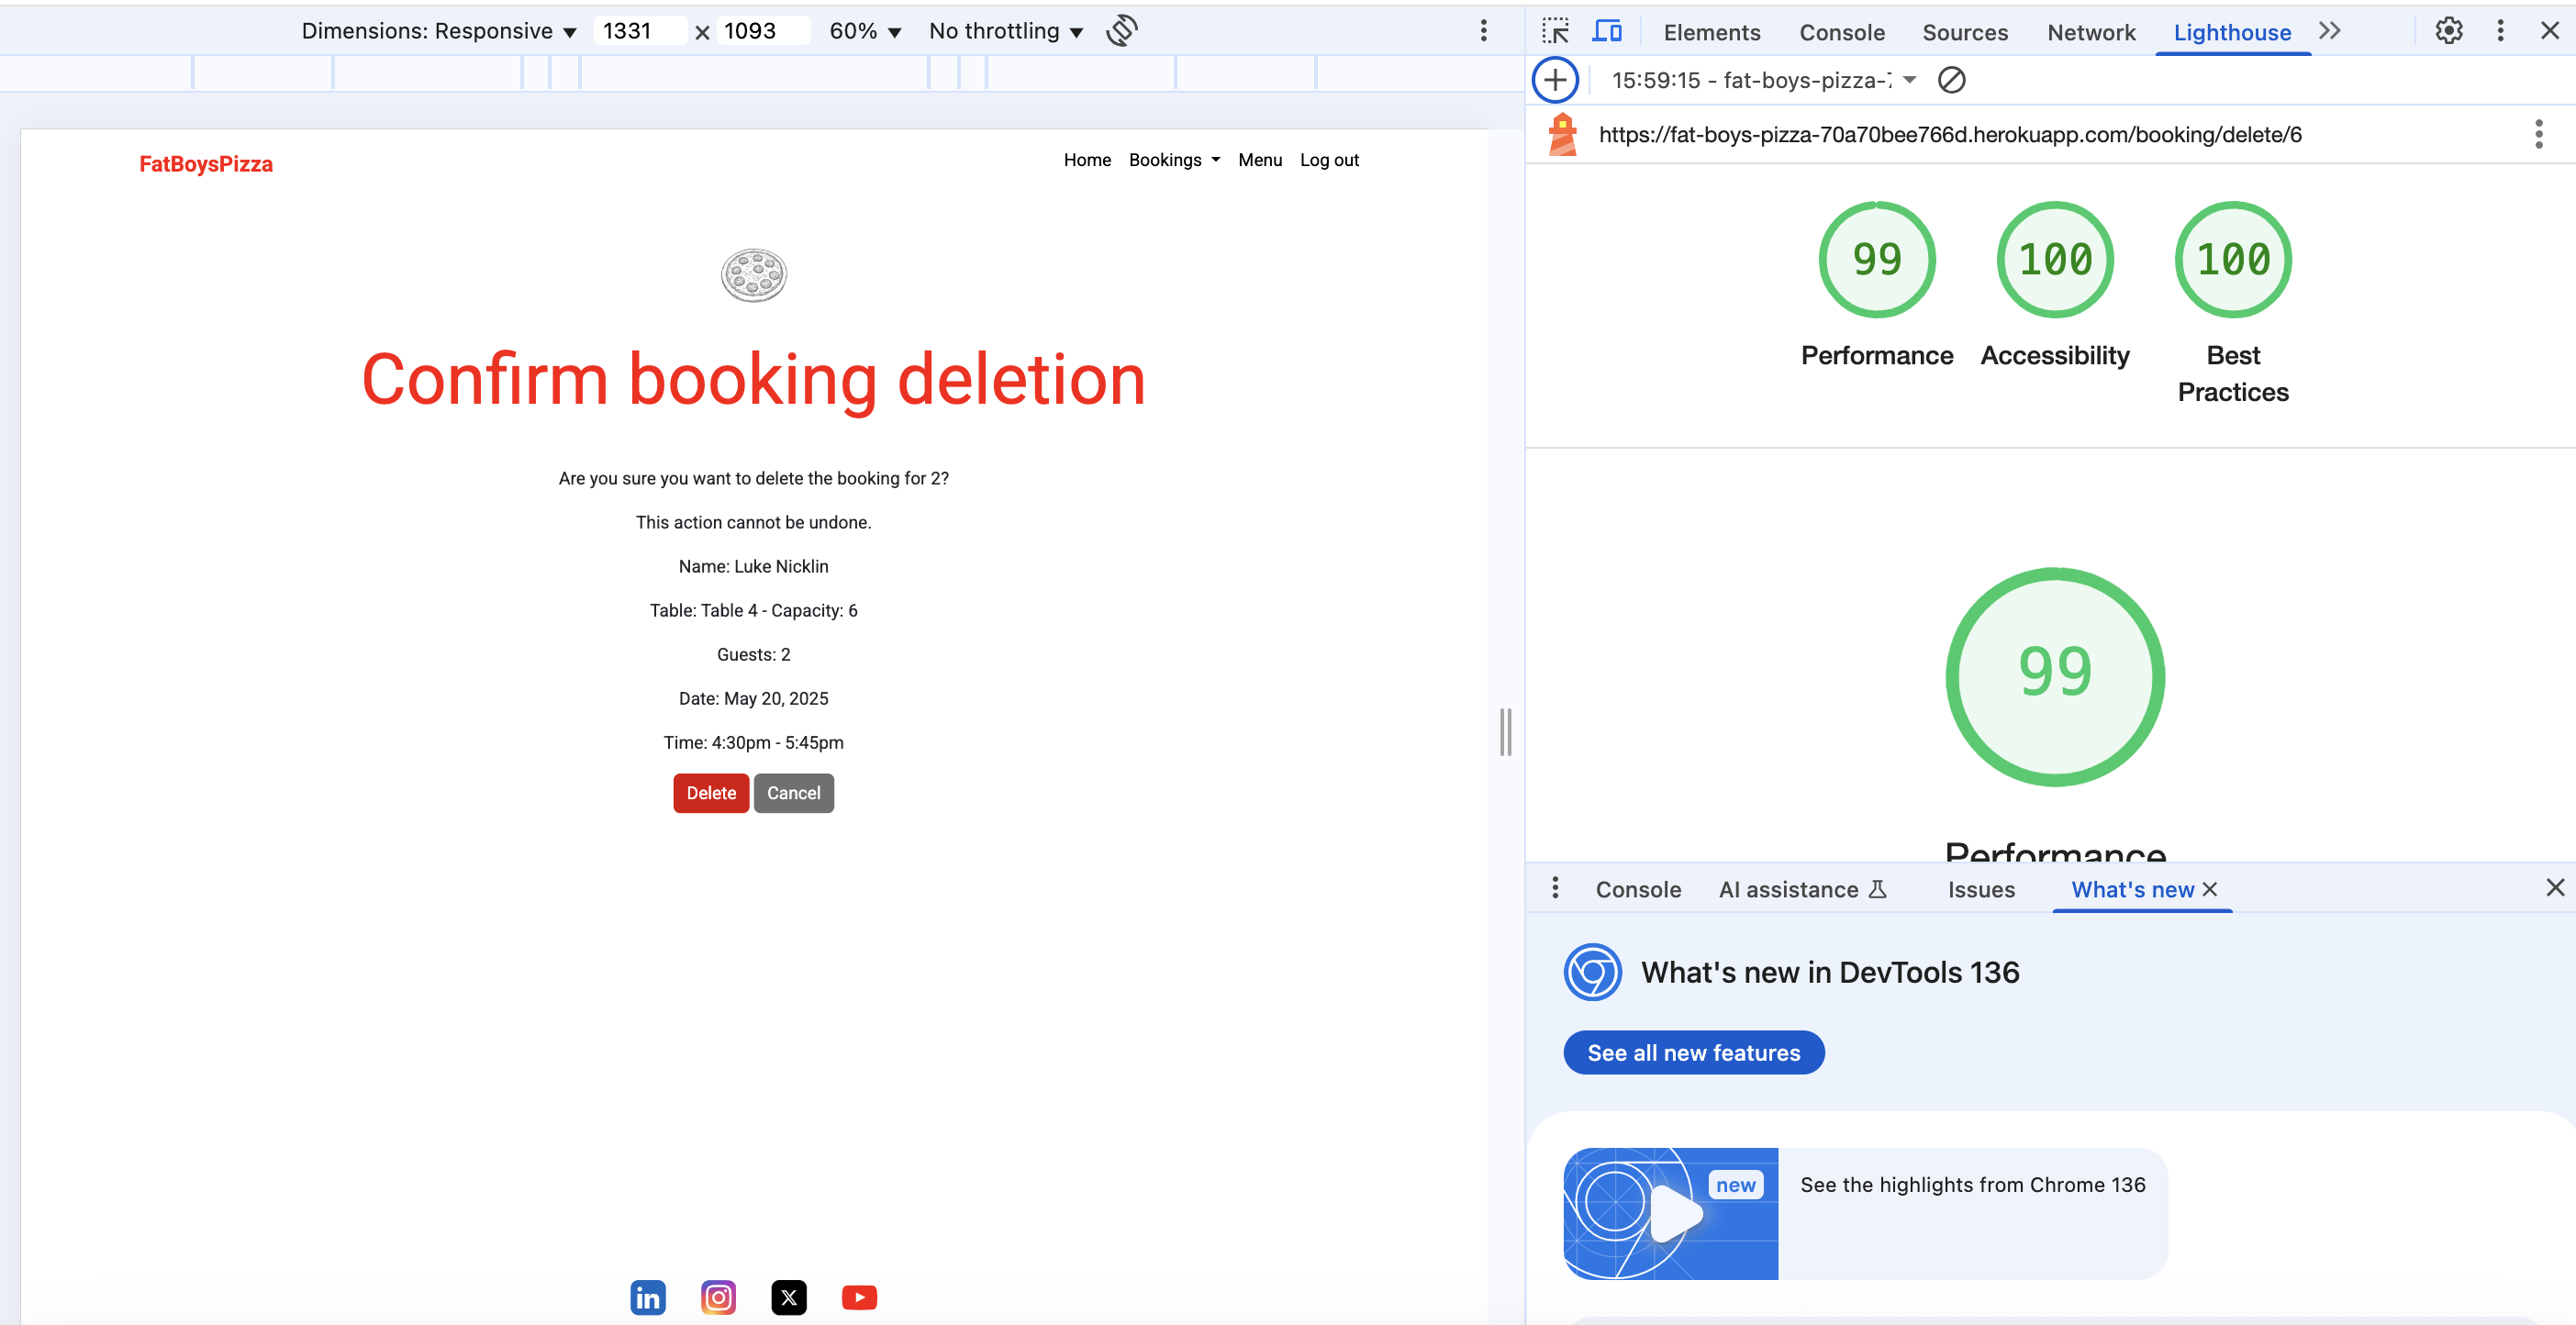 Dimensions: Responsive 1331 x 1093 60% No throttling
Elements Console Sources Network Lighthouse
15:59:15 - fat-boys-pizza-
https://fat-boys-pizza-70a70bee766d.herokuapp.com/booking/delete/6
FatBoysPizza
Home Bookings Menu Log out
Confirm booking deletion
Are you sure you want to delete the booking for 2?
This action cannot be undone.
Name: Luke Nicklin
Table: Table 4 - Capacity: 6
Guests: 2
Date: May 20, 2025
Time: 4:30pm - 5:45pm
Delete Cancel
in X
99 100 100
Performance Accessibility Best
Practices
99
Performance
Console AI assistance Issues What's new
What's new in DevTools 136
See all new features
new
See the highlights from Chrome 136